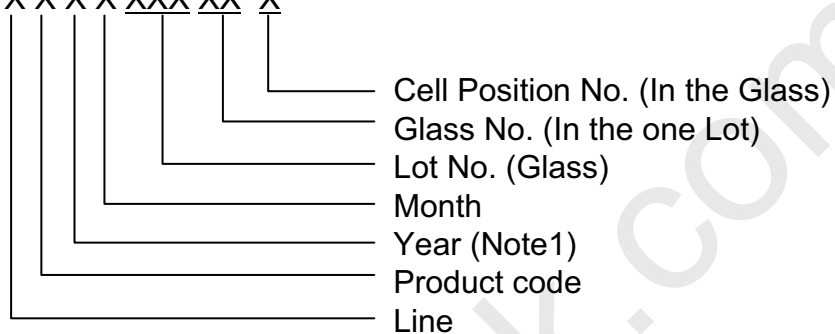 X X X X XXX XX X
Cell Position No. (In the Glass)
Glass No. (In the one Lot)
Lot No. (Glass)
Month
Year (Note1)
Product code
Line